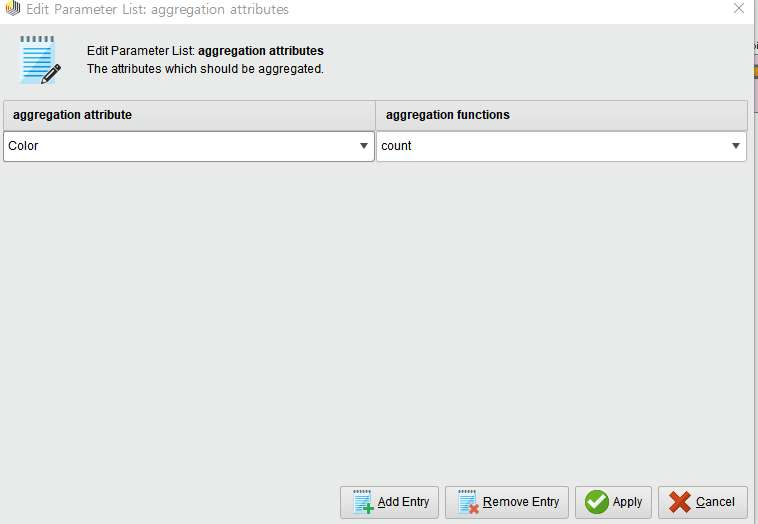 Edit Parameter List: aggregation attributes
Edit Parameter List: aggregation attributes
The attributes which should be aggregated.
aggregation attribute aggregation functions
Color count
Add Entry Remove Entry Apply Cancel